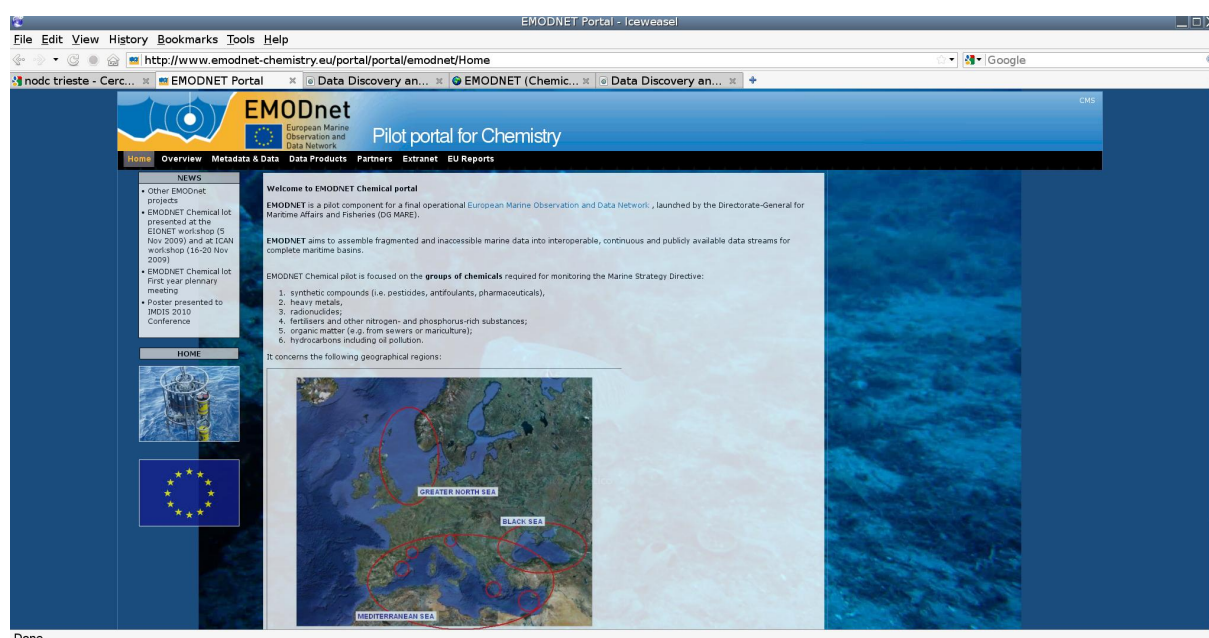 EMODNET Portal - Iceweasel
File Edit View History Bookmarks Tools Help
http://www.emodnet-chemistry.eu/portal/portal/emodnet/Home
Google
nodc trieste - Cerc...
EMODNET Portal
Data Discovery an...
EMODNET (Chemic...
Data Discovery an...
CMS
EMODnet
European Marine
Observation and
Data Network
Pilot portal for Chemistry
Home Overview Metadata & Data Data Products Partners Extranet EU Reports
NEWS
• Other EMODnet
projects
• EMODNET Chemical lot
presented at the
EIONET workshop (5
Nov 2009) and at ICAN
workshop (16-20 Nov
2009)
• EMODNET Chemical lot
First year plennary
meeting
• Poster presented to
IMDIS 2010
Conference
HOME
Welcome to EMODNET Chemical portal
EMODNET is a pilot component for a final operational European Marine Observation and Data Network , launched by the Directorate-General for
Maritime Affairs and Fisheries (DG MARE).
EMODNET aims to assemble fragmented and inaccessible marine data into interoperable, continuous and publicly available data streams for
complete maritime basins.
EMODNET Chemical pilot is focused on the groups of chemicals required for monitoring the Marine Strategy Directive:
1. synthetic compounds (i.e. pesticides, antifoulants, pharmaceuticals),
2. heavy metals,
3. radionuclides;
4. fertilisers and other nitrogen- and phosphorus-rich substances;
5. organic matter (e.g. from sewers or mariculture);
6. hydrocarbons including oil pollution.
It concerns the following geographical regions:
GREATER NORTH SEA
BLACK SEA
MEDITERRANEAN SEA
Done